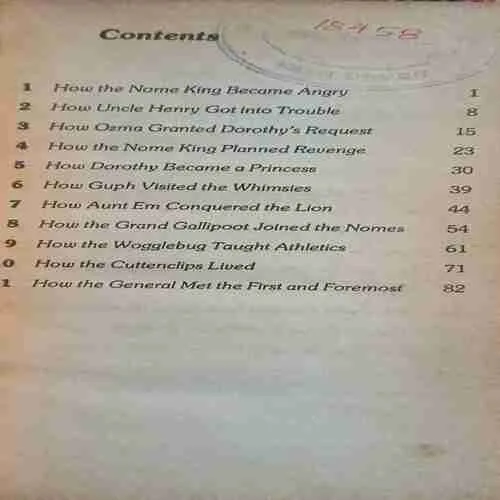 18458
Contents
1 How the Nome King Became Angry 1
2 How Uncle Henry Got into Trouble 8
3 How Ozma Granted Dorothy's Request 15
4 How the Nome King Planned Revenge 23
5 How Dorothy Became a Princess 30
6 How Guph Visited the Whimsies 39
7 How Aunt Em Conquered the Lion 44
8 How the Grand Gallipoot Joined the Nomes 54
9 How the Wogglebug Taught Athletics 61
0 How the Cuttenclips Lived 71
1 How the General Met the First and Foremost 82